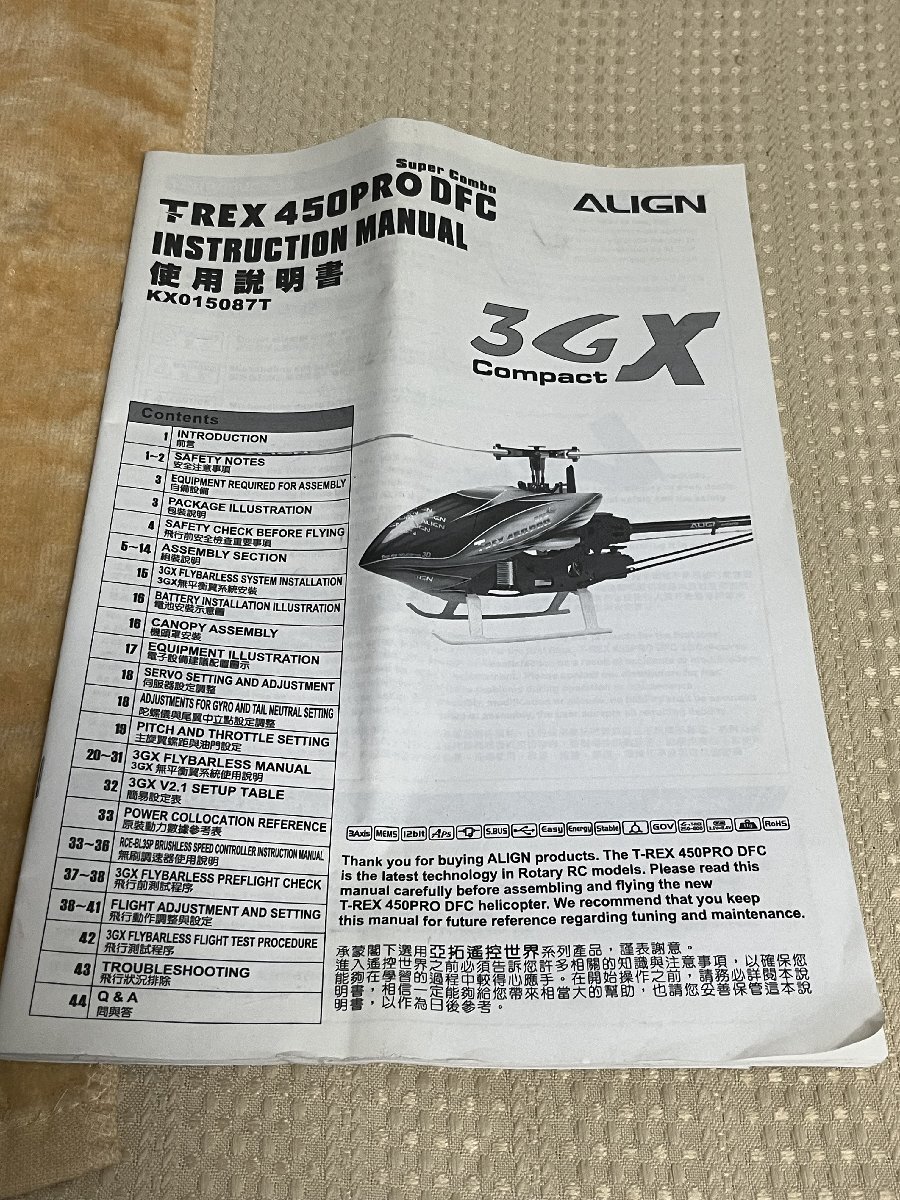 Super Combo
T-REX 450PRO DFC
INSTRUCTION MANUAL
使用說明書
KX015087T
ALIGN
3GX
Compact
Contents
1 INTRODUCTION
前言
1~2 SAFETY NOTES
安全注意事項
3 EQUIPMENT REQUIRED FOR ASSEMBLY
自備設備
3 PACKAGE ILLUSTRATION
包裝說明
4 SAFETY CHECK BEFORE FLYING
飛行前安全檢查重要事項
5~14 ASSEMBLY SECTION
組裝說明
15 3GX FLYBARLESS SYSTEM INSTALLATION
3GX無平衡翼系統安裝
16 BATTERY INSTALLATION ILLUSTRATION
電池安裝示意圖
16 CANOPY ASSEMBLY
機頭罩安裝
17 EQUIPMENT ILLUSTRATION
電子設備建議配置圖示
18 SERVO SETTING AND ADJUSTMENT
伺服器設定調整
18 ADJUSTMENTS FOR GYRO AND TAIL NEUTRAL SETTING
陀螺儀與尾翼中立點設定調整
19 PITCH AND THROTTLE SETTING
主旋翼螺距與油門設定
20~31 3GX FLYBARLESS MANUAL
3GX 無平衡翼系統使用說明
32 3GX V2.1 SETUP TABLE
簡易設定表
33 POWER COLLOCATION REFERENCE
原裝動力數據參考表
33~36 RCE-BL35P BRUSHLESS SPEED CONTROLLER INSTRUCTION MANUAL
無刷調速器使用說明
37~38 3GX FLYBARLESS PREFLIGHT CHECK
飛行前測試程序
38~41 FLIGHT ADJUSTMENT AND SETTING
飛行動作調整與設定
42 3GX FLYBARLESS FLIGHT TEST PROCEDURE
飛行測試程序
43 TROUBLESHOOTING
飛行狀況排除
44 Q & A
問與答
ALIGN
3Axis MEMS 12bit APS S.BUS Easy Energy Stable GOV RoHS
Thank you for buying ALIGN products. The T-REX 450PRO DFC
is the latest technology in Rotary RC models. Please read this
manual carefully before assembling and flying the new
T-REX 450PRO DFC helicopter. We recommend that you keep
this manual for future reference regarding tuning and maintenance.
承蒙閣下選用亞拓遙控世界系列產品，謹表謝意。
進入遙控世界之前必須告訴您許多相關的知識與注意事項，以確保您
能夠在學習的過程中較得心應手。在開始操作之前，請務必詳閱本說
明書，相信一定能夠給您帶來相當大的幫助，也請您妥善保管這本說
明書，以作為日後參考。